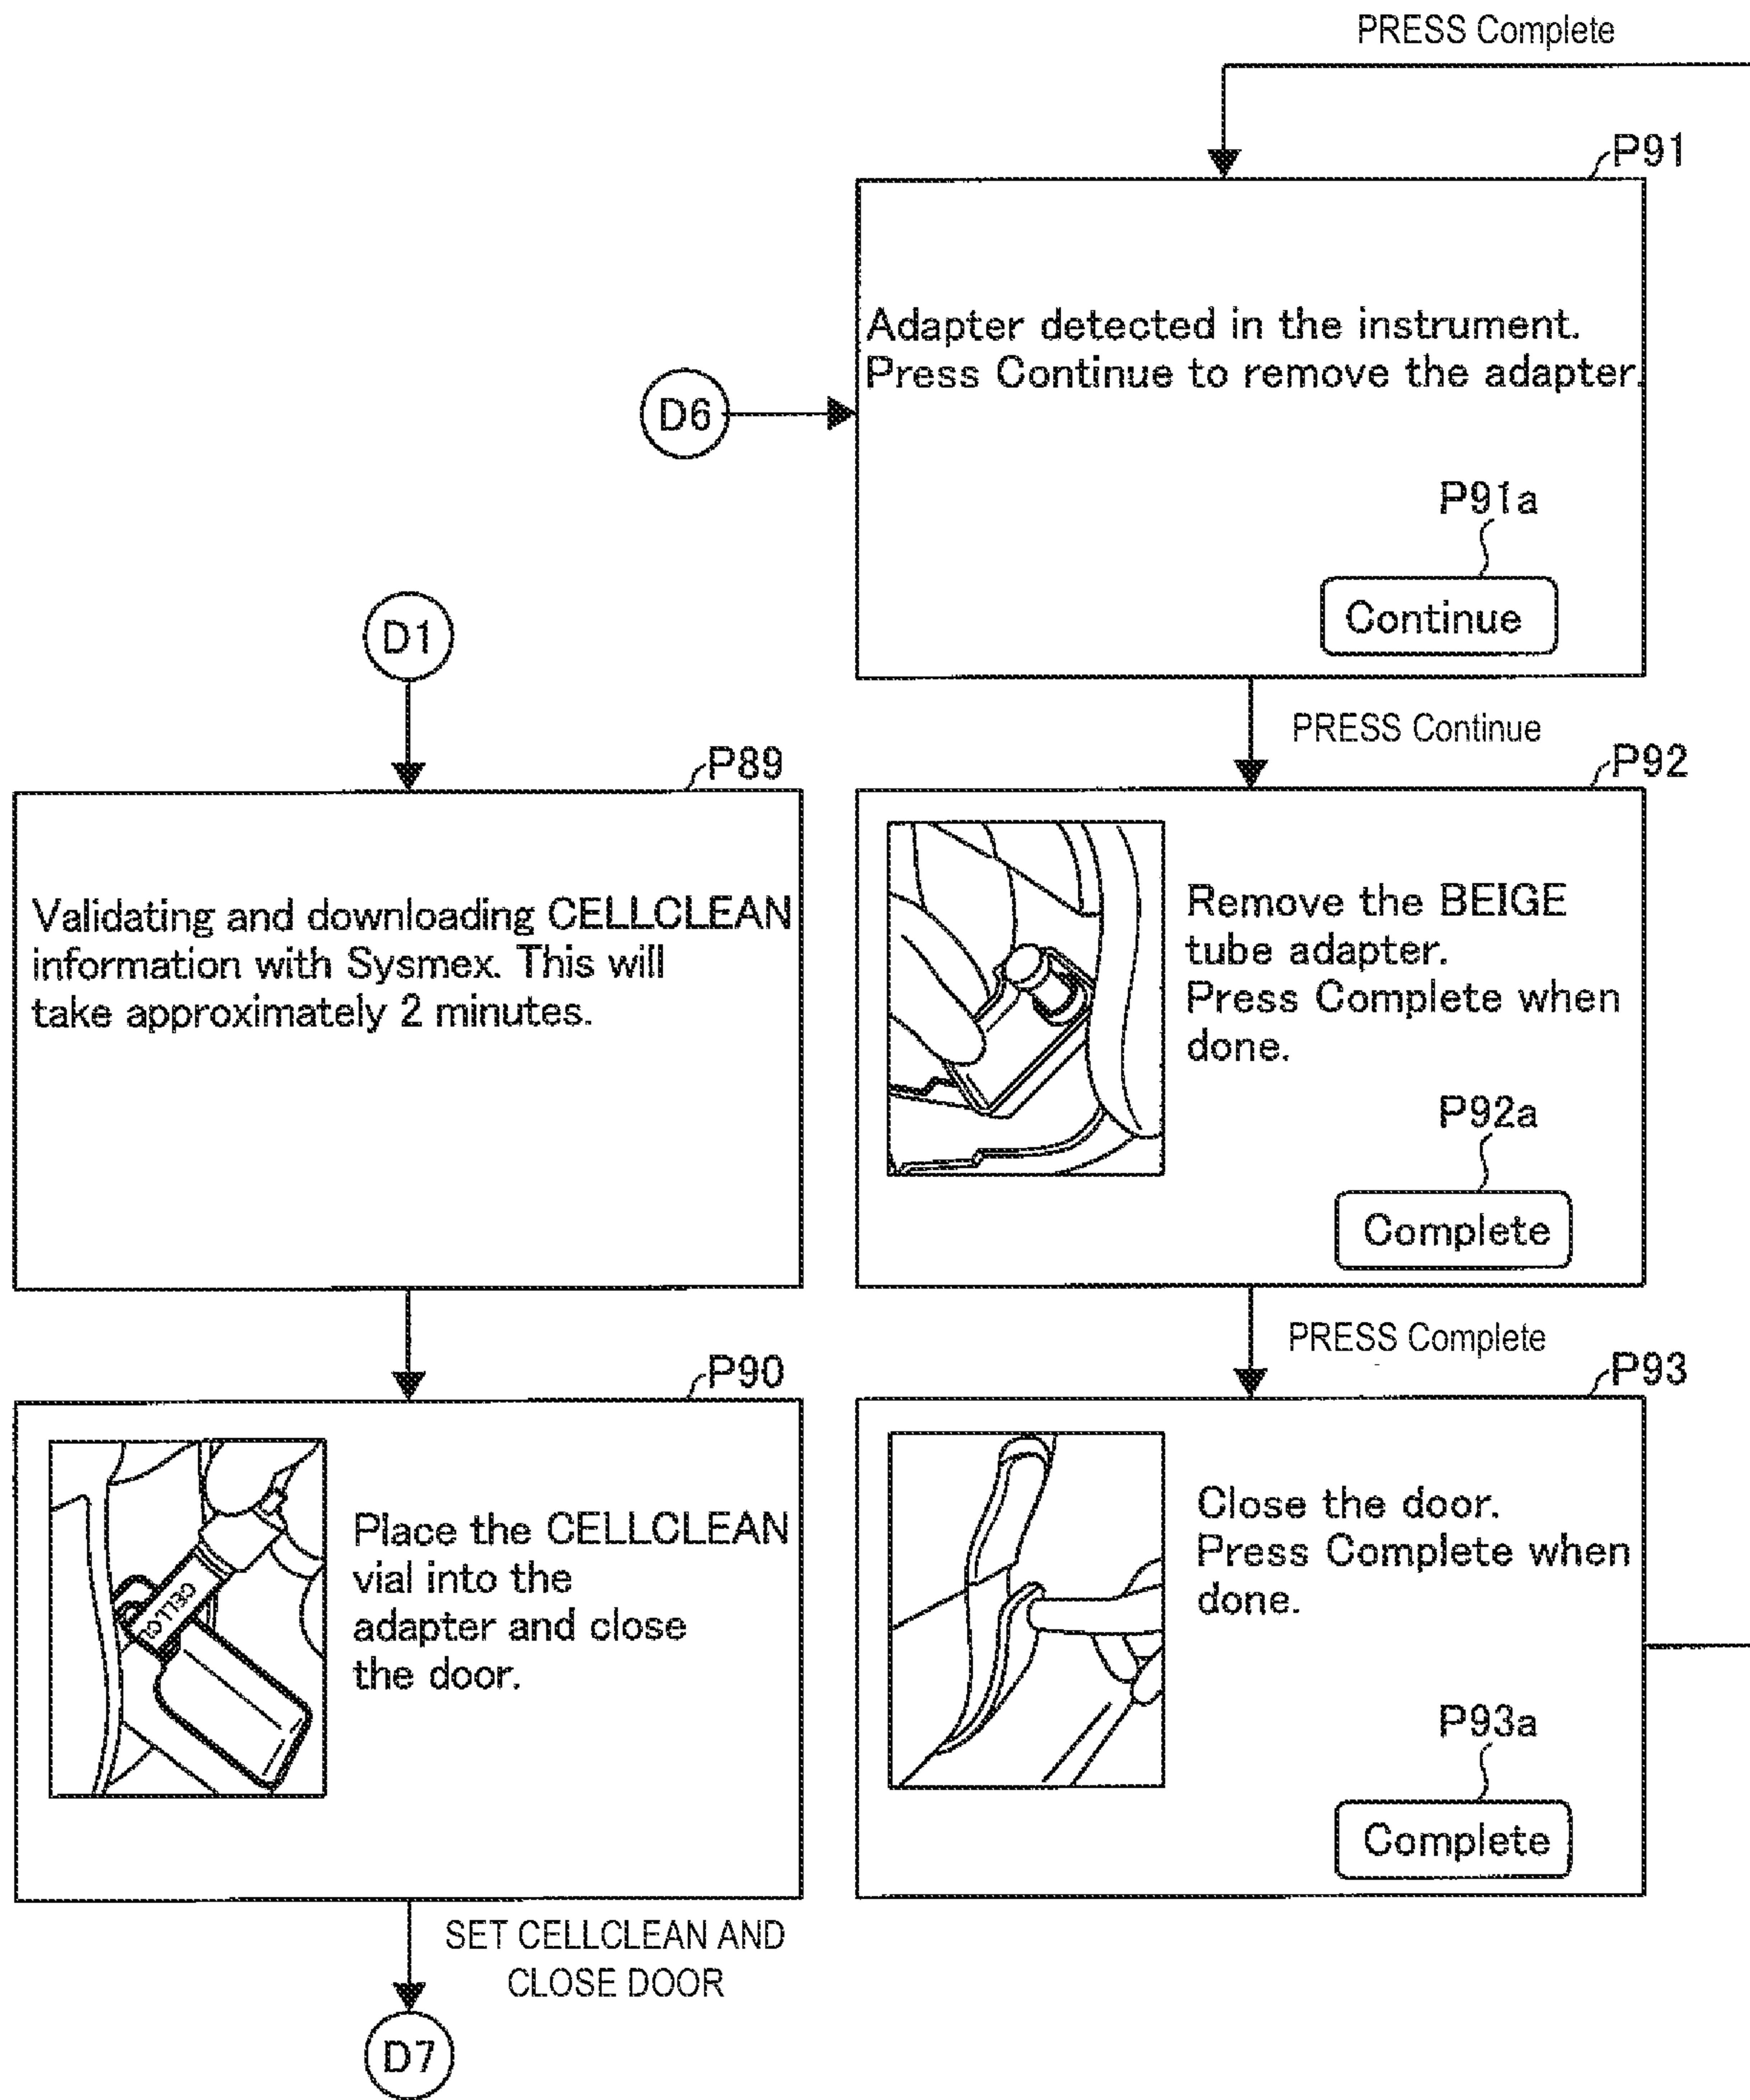 PRESS Complete
P91
Adapter detected in the instrument.
Press Continue to remove the adapter.
D6
P91a
Continue
D1
PRESS Continue
P89
Validating and downloading CELLCLEAN
information with Sysmex. This will
take approximately 2 minutes.
P92
Remove the BEIGE
tube adapter.
Press Complete when
done.
P92a
Complete
PRESS Complete
P90
CELLCL
Place the CELLCLEAN
vial into the
adapter and close
the door.
P93
Close the door.
Press Complete when
done.
P93a
Complete
SET CELLCLEAN AND
CLOSE DOOR
D7